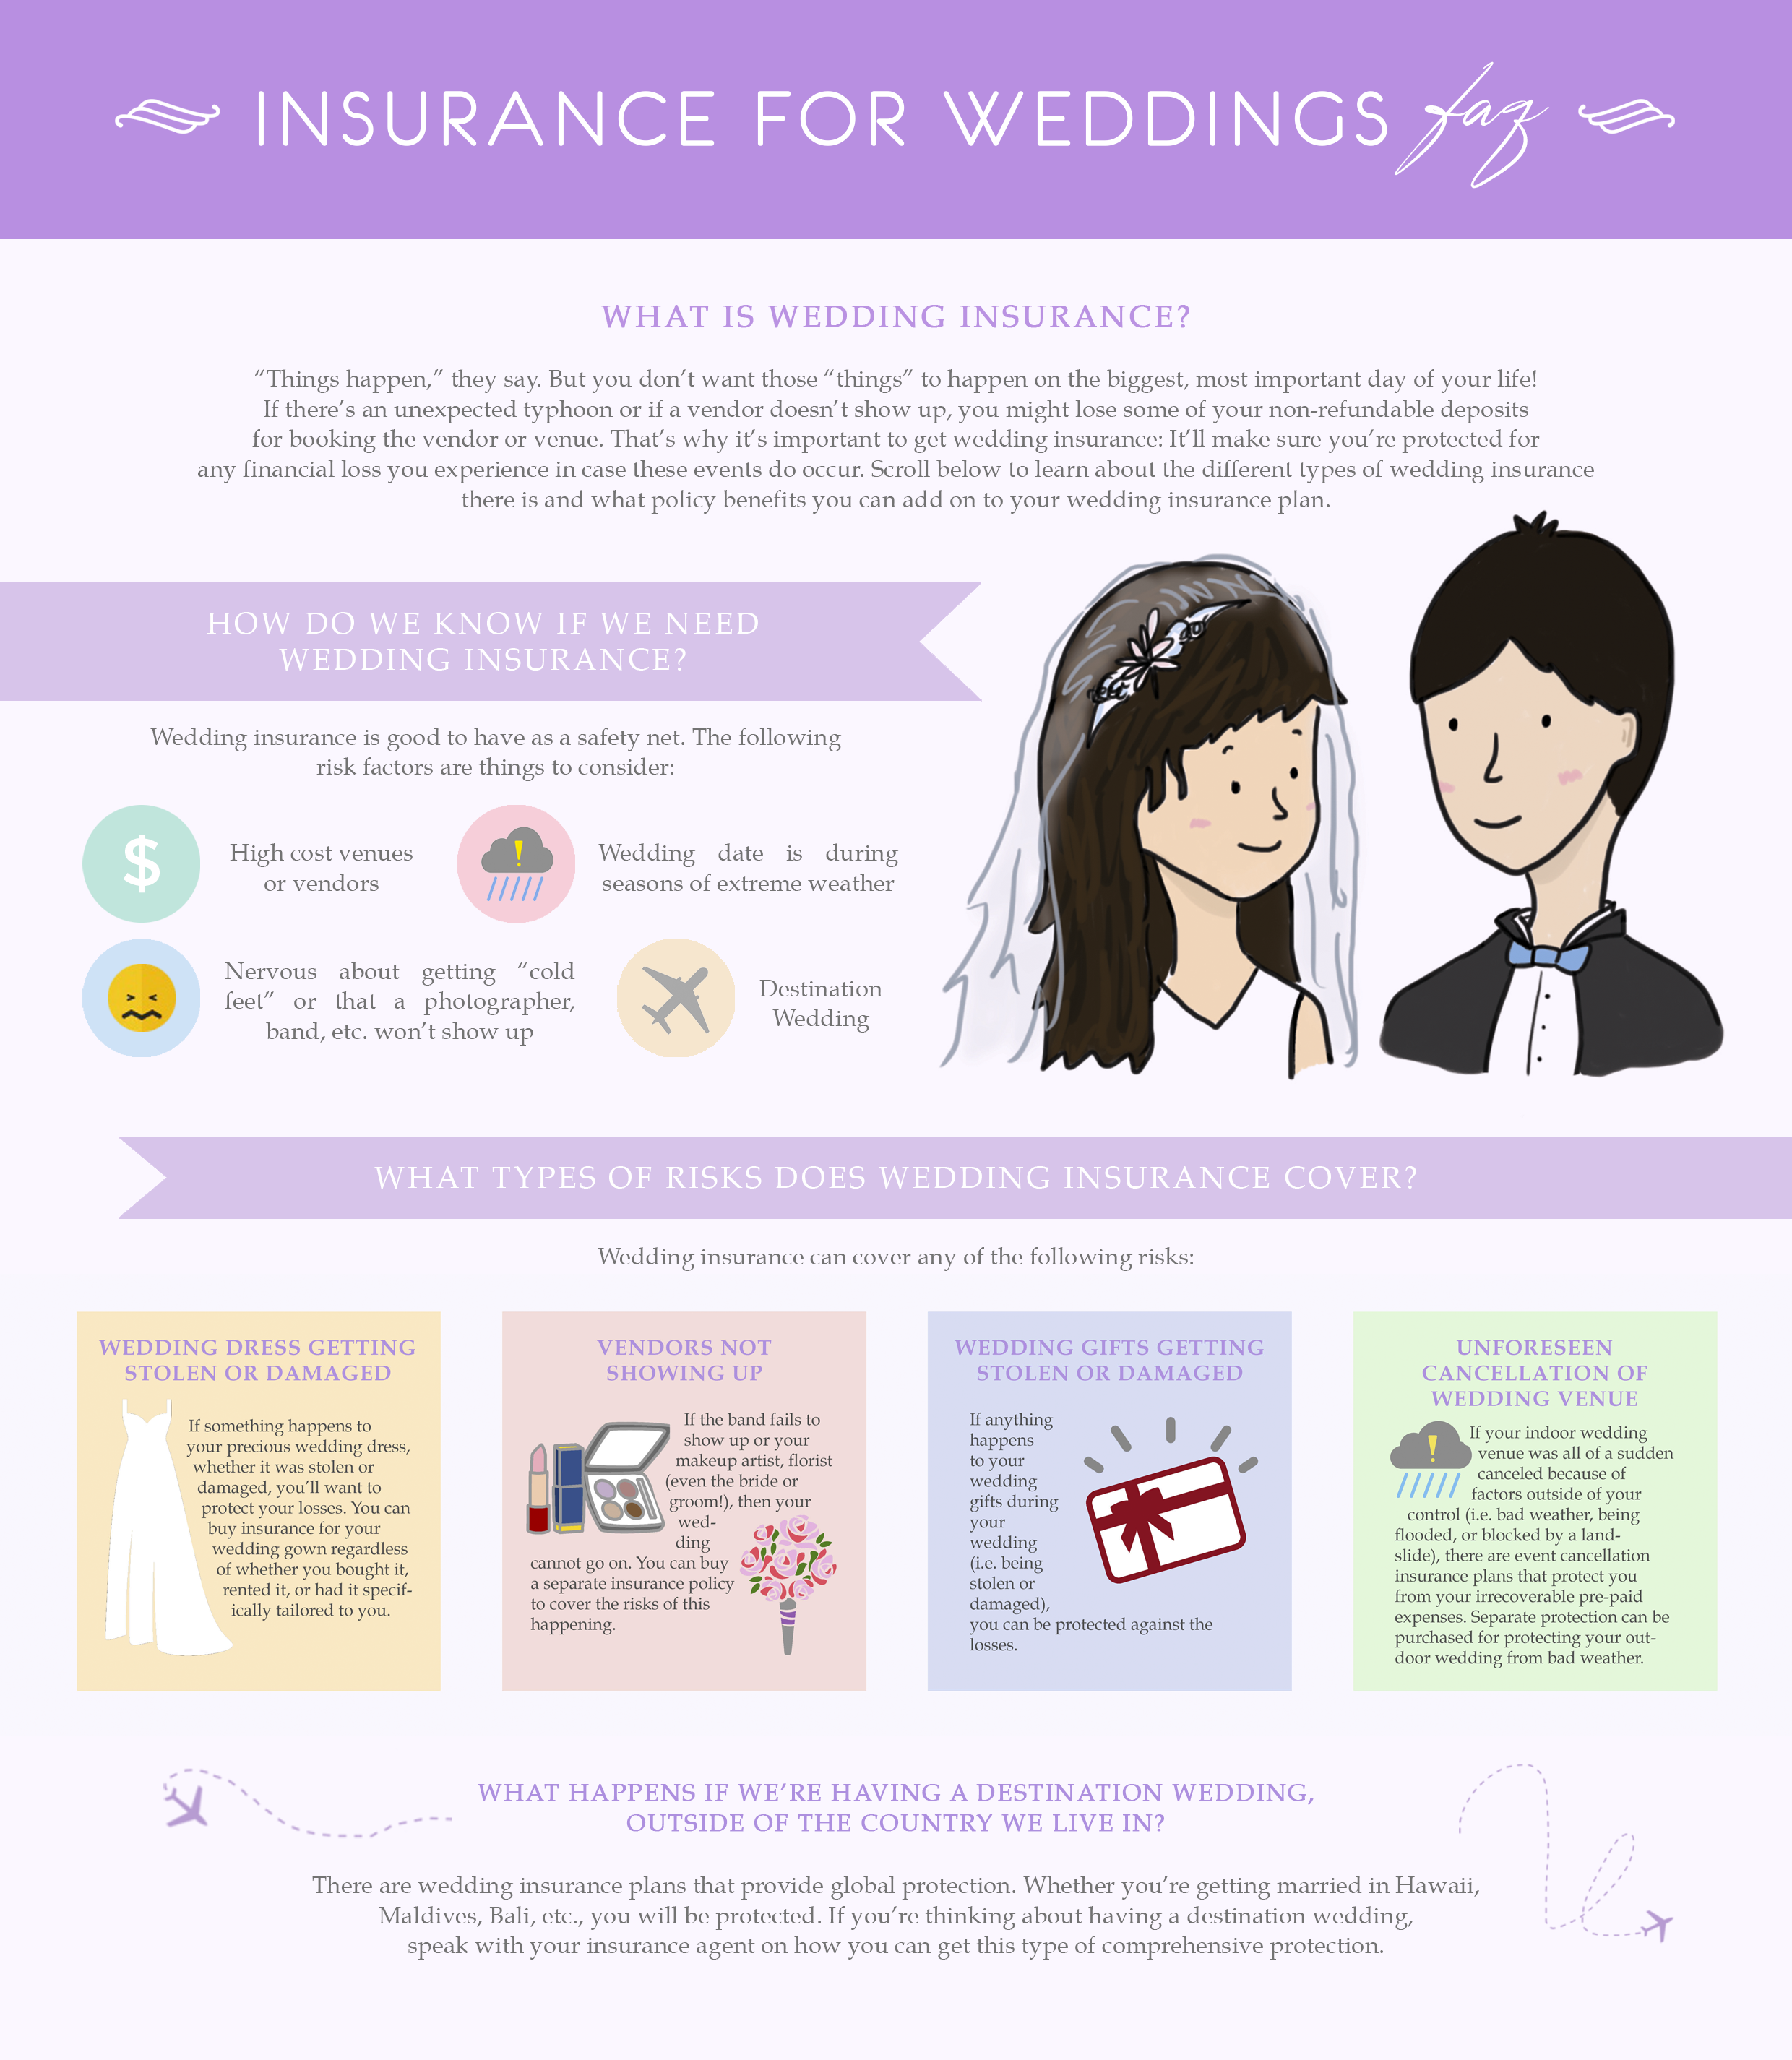 INSURANCE FOR WEDDINGS faq
WHAT IS WEDDING INSURANCE?
“Things happen,” they say. But you don’t want those “things” to happen on the biggest, most important day of your life!
If there’s an unexpected typhoon or if a vendor doesn’t show up, you might lose some of your non-refundable deposits
for booking the vendor or venue. That’s why it’s important to get wedding insurance: It’ll make sure you’re protected for
any financial loss you experience in case these events do occur. Scroll below to learn about the different types of wedding insurance
there is and what policy benefits you can add on to your wedding insurance plan.
HOW DO WE KNOW IF WE NEED
WEDDING INSURANCE?
Wedding insurance is good to have as a safety net. The following
risk factors are things to consider:
$
High cost venues
or vendors
!
Wedding date is during
seasons of extreme weather
Nervous about getting “cold
feet” or that a photographer,
band, etc. won’t show up
Destination
Wedding
WHAT TYPES OF RISKS DOES WEDDING INSURANCE COVER?
Wedding insurance can cover any of the following risks:
WEDDING DRESS GETTING
STOLEN OR DAMAGED
If something happens to
your precious wedding dress,
whether it was stolen or
damaged, you’ll want to
protect your losses. You can
buy insurance for your
wedding gown regardless
of whether you bought it,
rented it, or had it specif-
ically tailored to you.
VENDORS NOT
SHOWING UP
If the band fails to
show up or your
makeup artist, florist
(even the bride or
groom!), then your
wed-
ding
cannot go on. You can buy
a separate insurance policy
to cover the risks of this
happening.
WEDDING GIFTS GETTING
STOLEN OR DAMAGED
If anything
happens
to your
wedding
gifts during
your
wedding
(i.e. being
stolen or
damaged),
you can be protected against the
losses.
UNFORESEEN
CANCELLATION OF
WEDDING VENUE
!
If your indoor wedding
venue was all of a sudden
canceled because of
factors outside of your
control (i.e. bad weather, being
flooded, or blocked by a land-
slide), there are event cancellation
insurance plans that protect you
from your irrecoverable pre-paid
expenses. Separate protection can be
purchased for protecting your out-
door wedding from bad weather.
WHAT HAPPENS IF WE’RE HAVING A DESTINATION WEDDING,
OUTSIDE OF THE COUNTRY WE LIVE IN?
There are wedding insurance plans that provide global protection. Whether you’re getting married in Hawaii,
Maldives, Bali, etc., you will be protected. If you’re thinking about having a destination wedding,
speak with your insurance agent on how you can get this type of comprehensive protection.